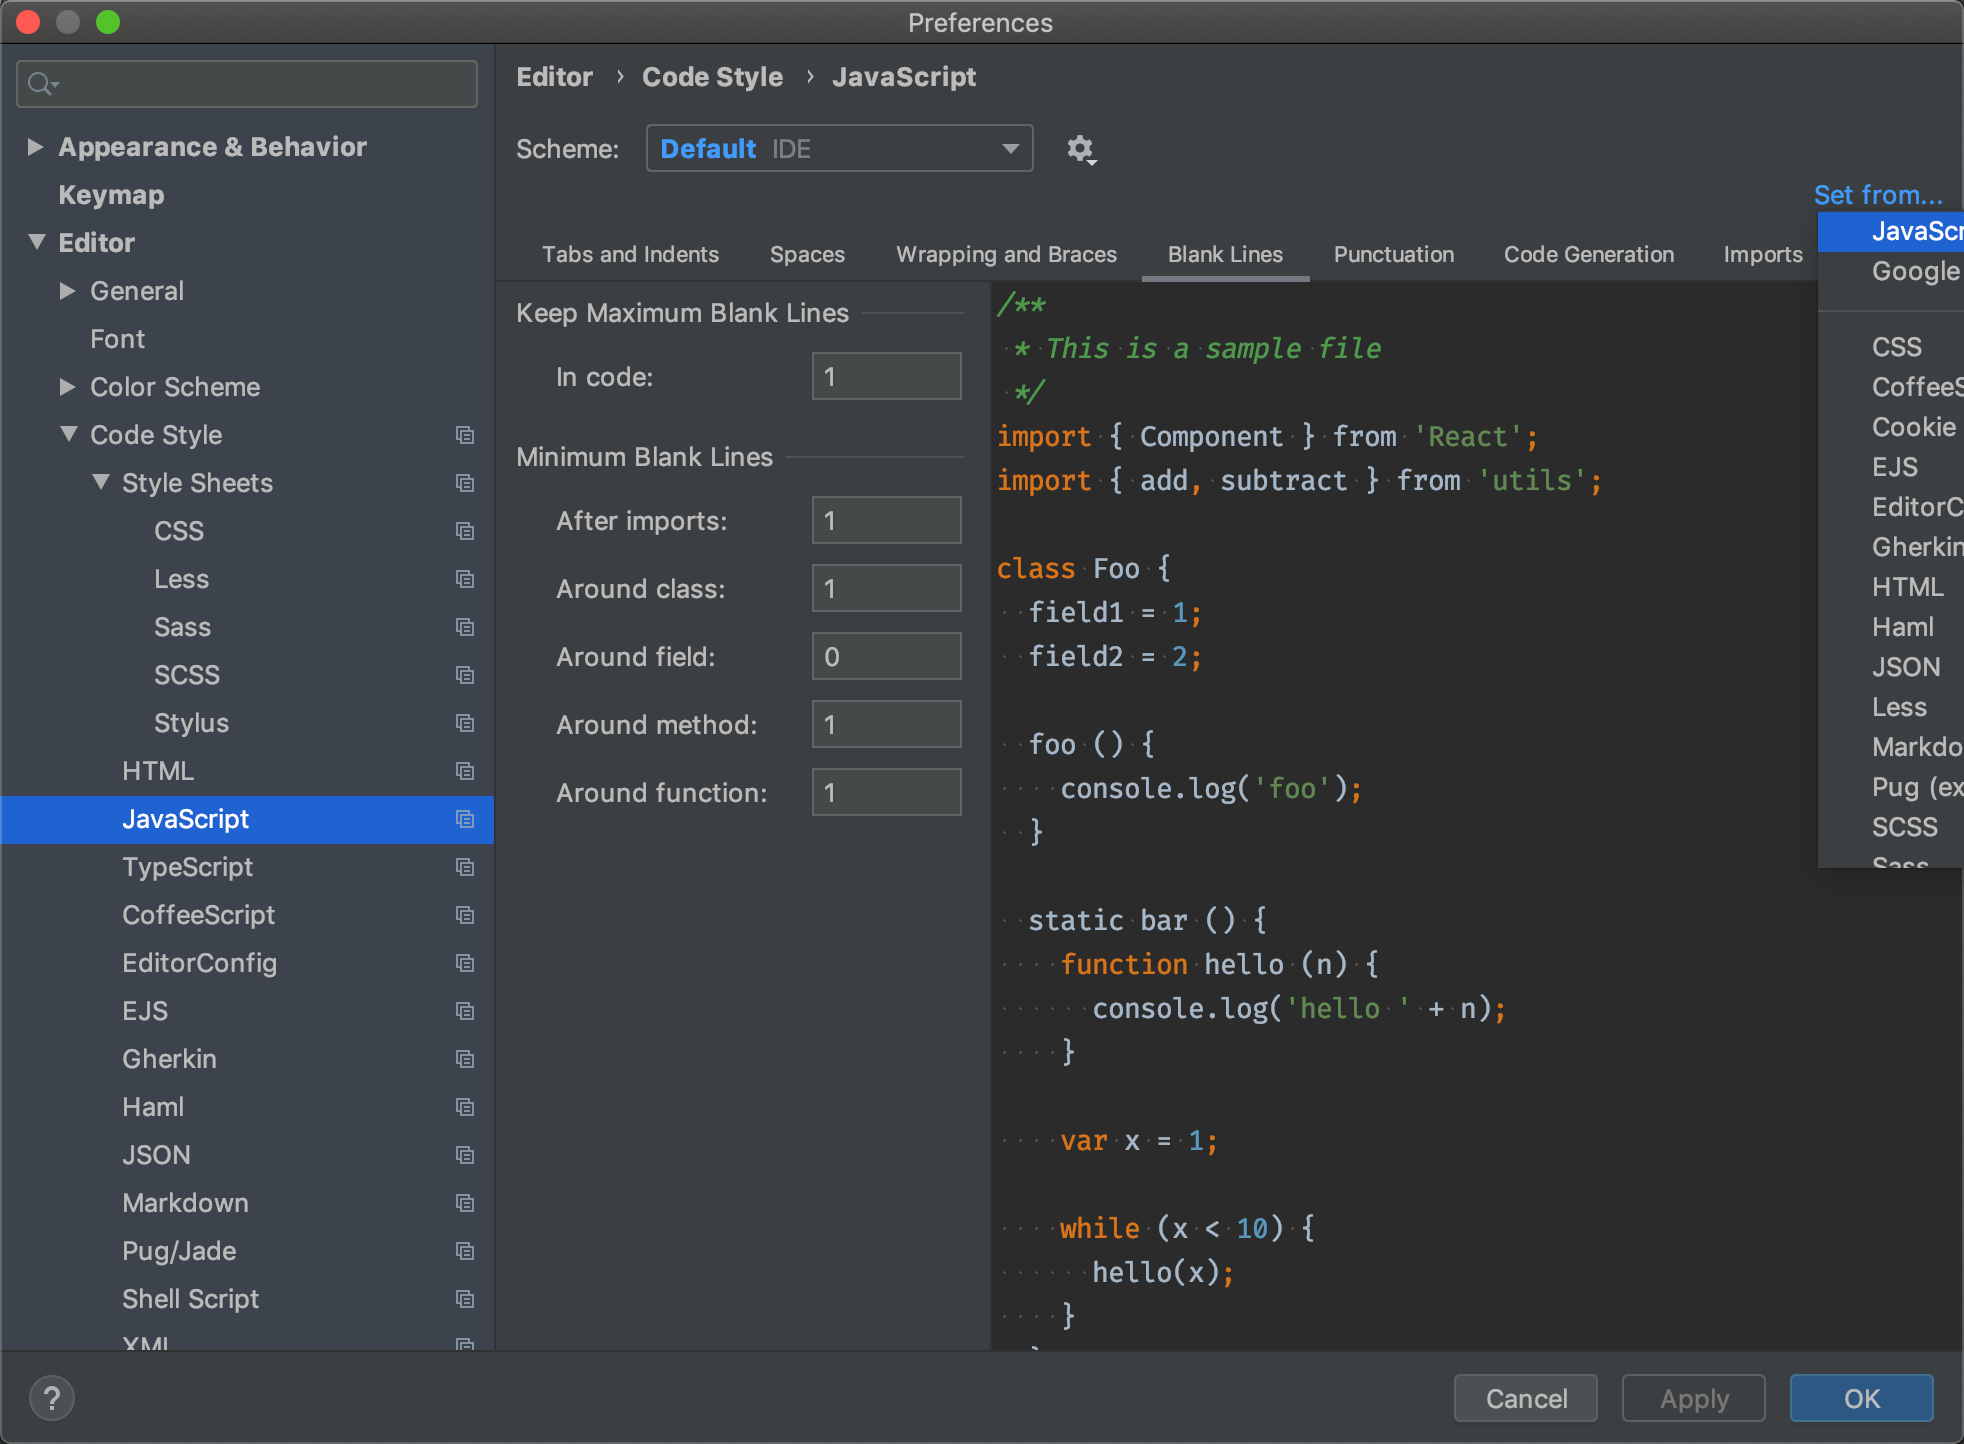 Preferences
Appearance & Behavior
Keymap
Editor
General
Font
Color Scheme
Code Style
Style Sheets
CSS
Less
Sass
SCSS
Stylus
HTML
JavaScript
TypeScript
CoffeeScript
EditorConfig
EJS
Gherkin
Haml
JSON
Markdown
Pug/Jade
Shell Script
XML
Editor › Code Style › JavaScript
Scheme: Default IDE
Set from...
Tabs and Indents Spaces Wrapping and Braces Blank Lines Punctuation Code Generation Imports
Keep Maximum Blank Lines
In code: 1
Minimum Blank Lines
After imports: 1
Around class: 1
Around field: 0
Around method: 1
Around function: 1
/**
* This is a sample file
*/
import { Component } from 'React';
import { add, subtract } from 'utils';
class Foo {
field1 = 1;
field2 = 2;
foo () {
console.log('foo');
}
static bar () {
function hello (n) {
console.log('hello ' + n);
}
var x = 1;
while (x < 10) {
hello(x);
}
JavaScr
Google
CSS
CoffeeS
Cookie
EJS
EditorC
Gherkin
HTML
Haml
JSON
Less
Markdo
Pug (ex
SCSS
Sass
? Cancel Apply OK